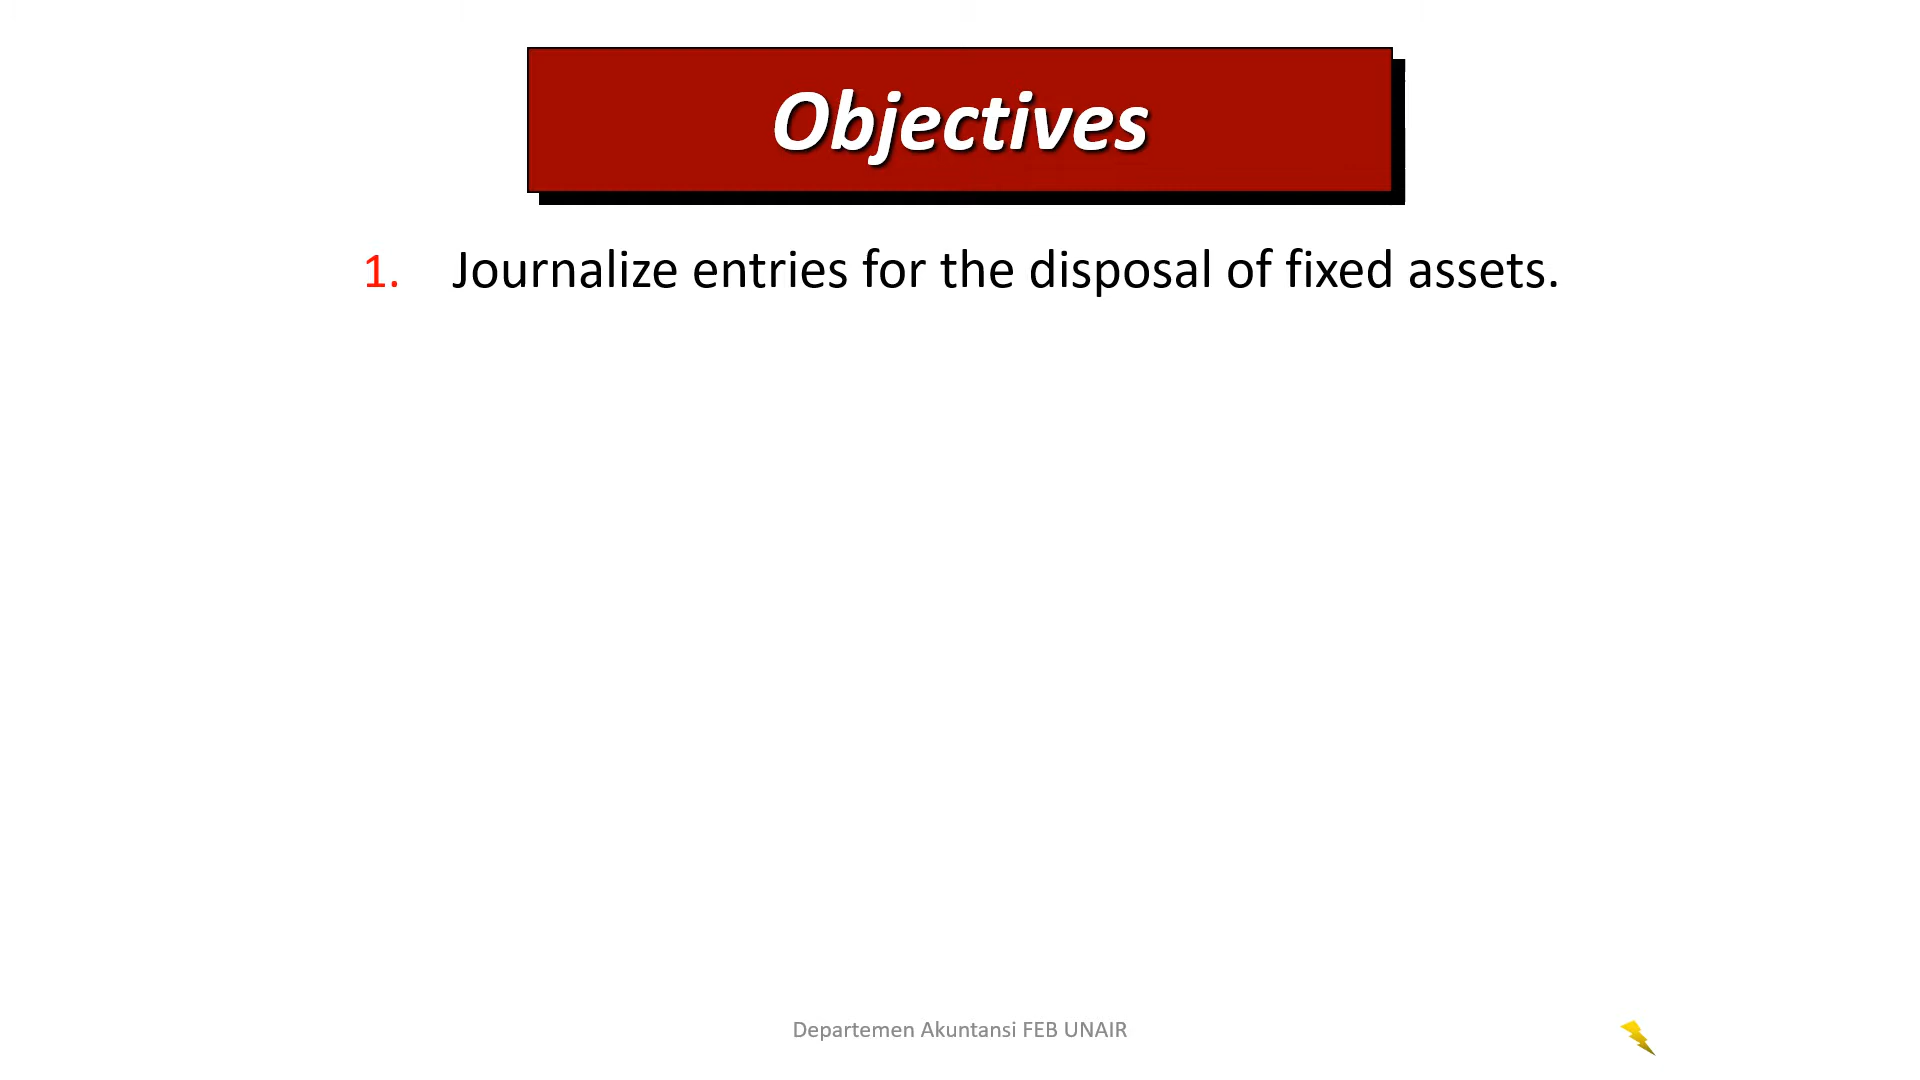 Objectives
1. Journalize entries for the disposal of fixed assets.
Departemen Akuntansi FEB UNAIR